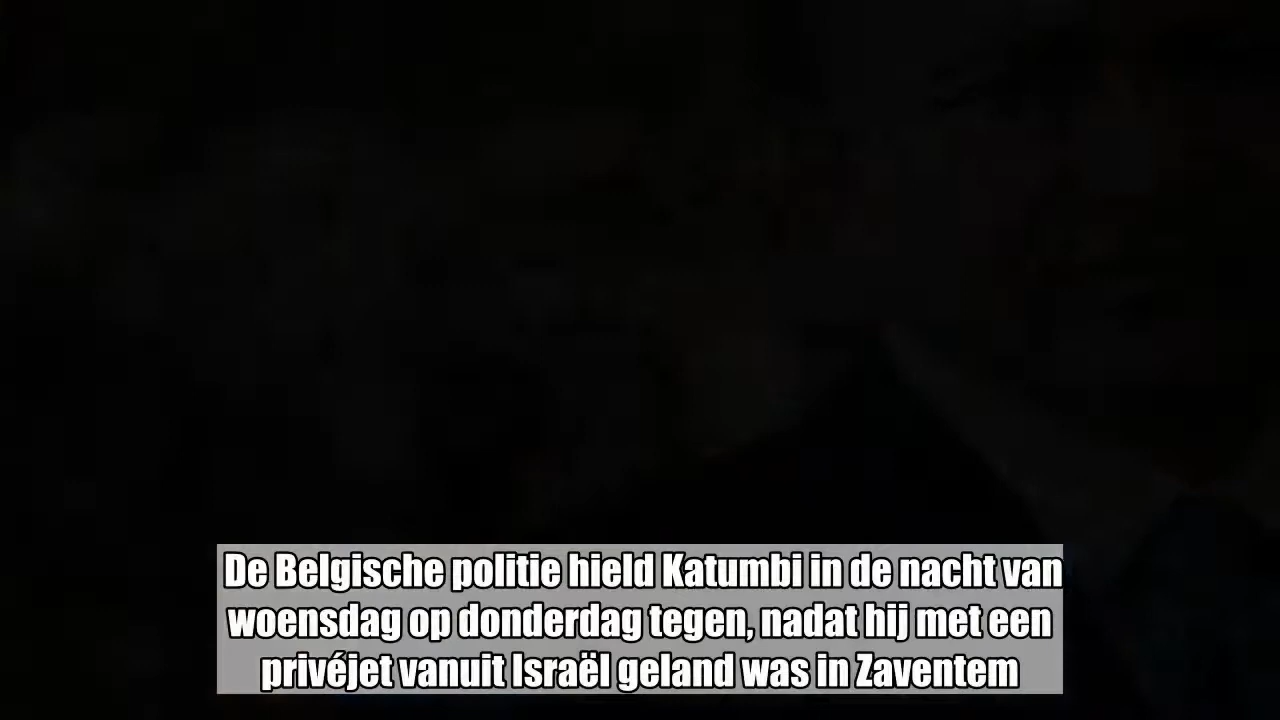 De Belgische politie hield Katumbi in de nacht van
woensdag op donderdag tegen, nadat hij met een
privéjet vanuit Israël geland was in Zaventem